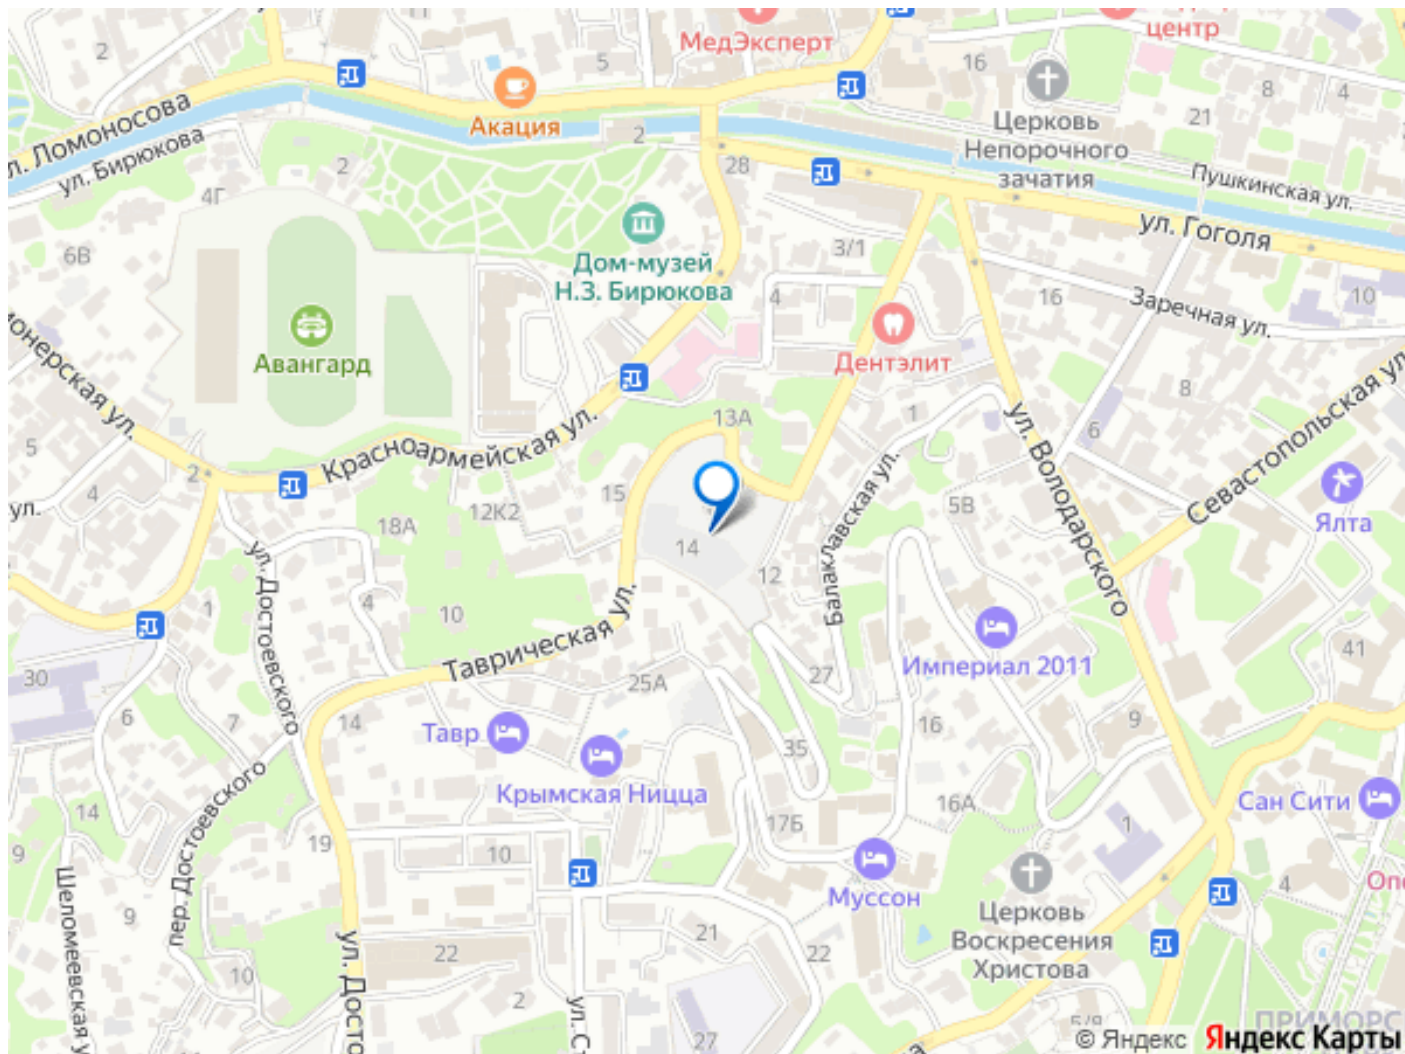 МедЭксперт
центр
2
5
16
8
4
21
ул. Ломоносова
Акация
ул. Бирюкова
2
2
28
4Г
Церковь
Непорочного
зачатия
Пушкинская ул.
ул. Гоголя
6В
Дом-музей
Н.З. Бирюкова
3/1
4
16
10
Заречная ул.
Авангард
Дентэлит
8
5
2
13А
1
6
ул. Володарского
Севастопольская ул.
Красноармейская ул.
4
ул.
15
12К2
18А
5В
Ялта
14
12
Балаклавская ул.
ул. Достоевского
1
4
10
Таврическая ул.
Империал 2011
41
30
6
7
14
25А
27
16
9
Тавр
35
Крымская Ницца
пер. Достоевского
16А
Сан Сити
14
9
19
10
17Б
1
Муссон
4
Церковь
Воскресения
Христова
9
22
21
22
10
2
27
© Яндекс Яндекс Карты